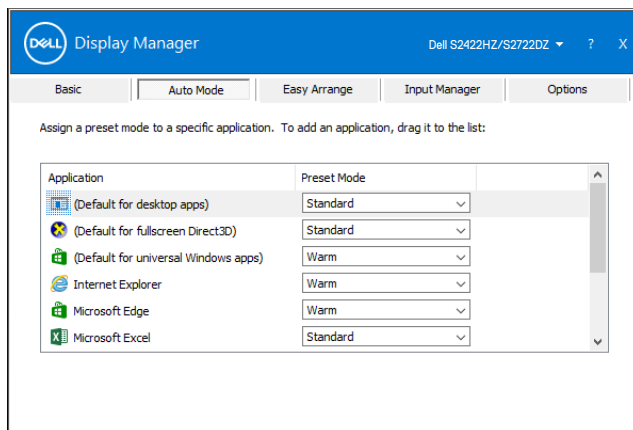 DELL Display Manager Dell S2422HZ/S2722DZ ? X
Basic Auto Mode Easy Arrange Input Manager Options
Assign a preset mode to a specific application. To add an application, drag it to the list:
Application Preset Mode
(Default for desktop apps) Standard
(Default for fullscreen Direct3D) Standard
(Default for universal Windows apps) Warm
Internet Explorer Warm
Microsoft Edge Warm
Microsoft Excel Standard